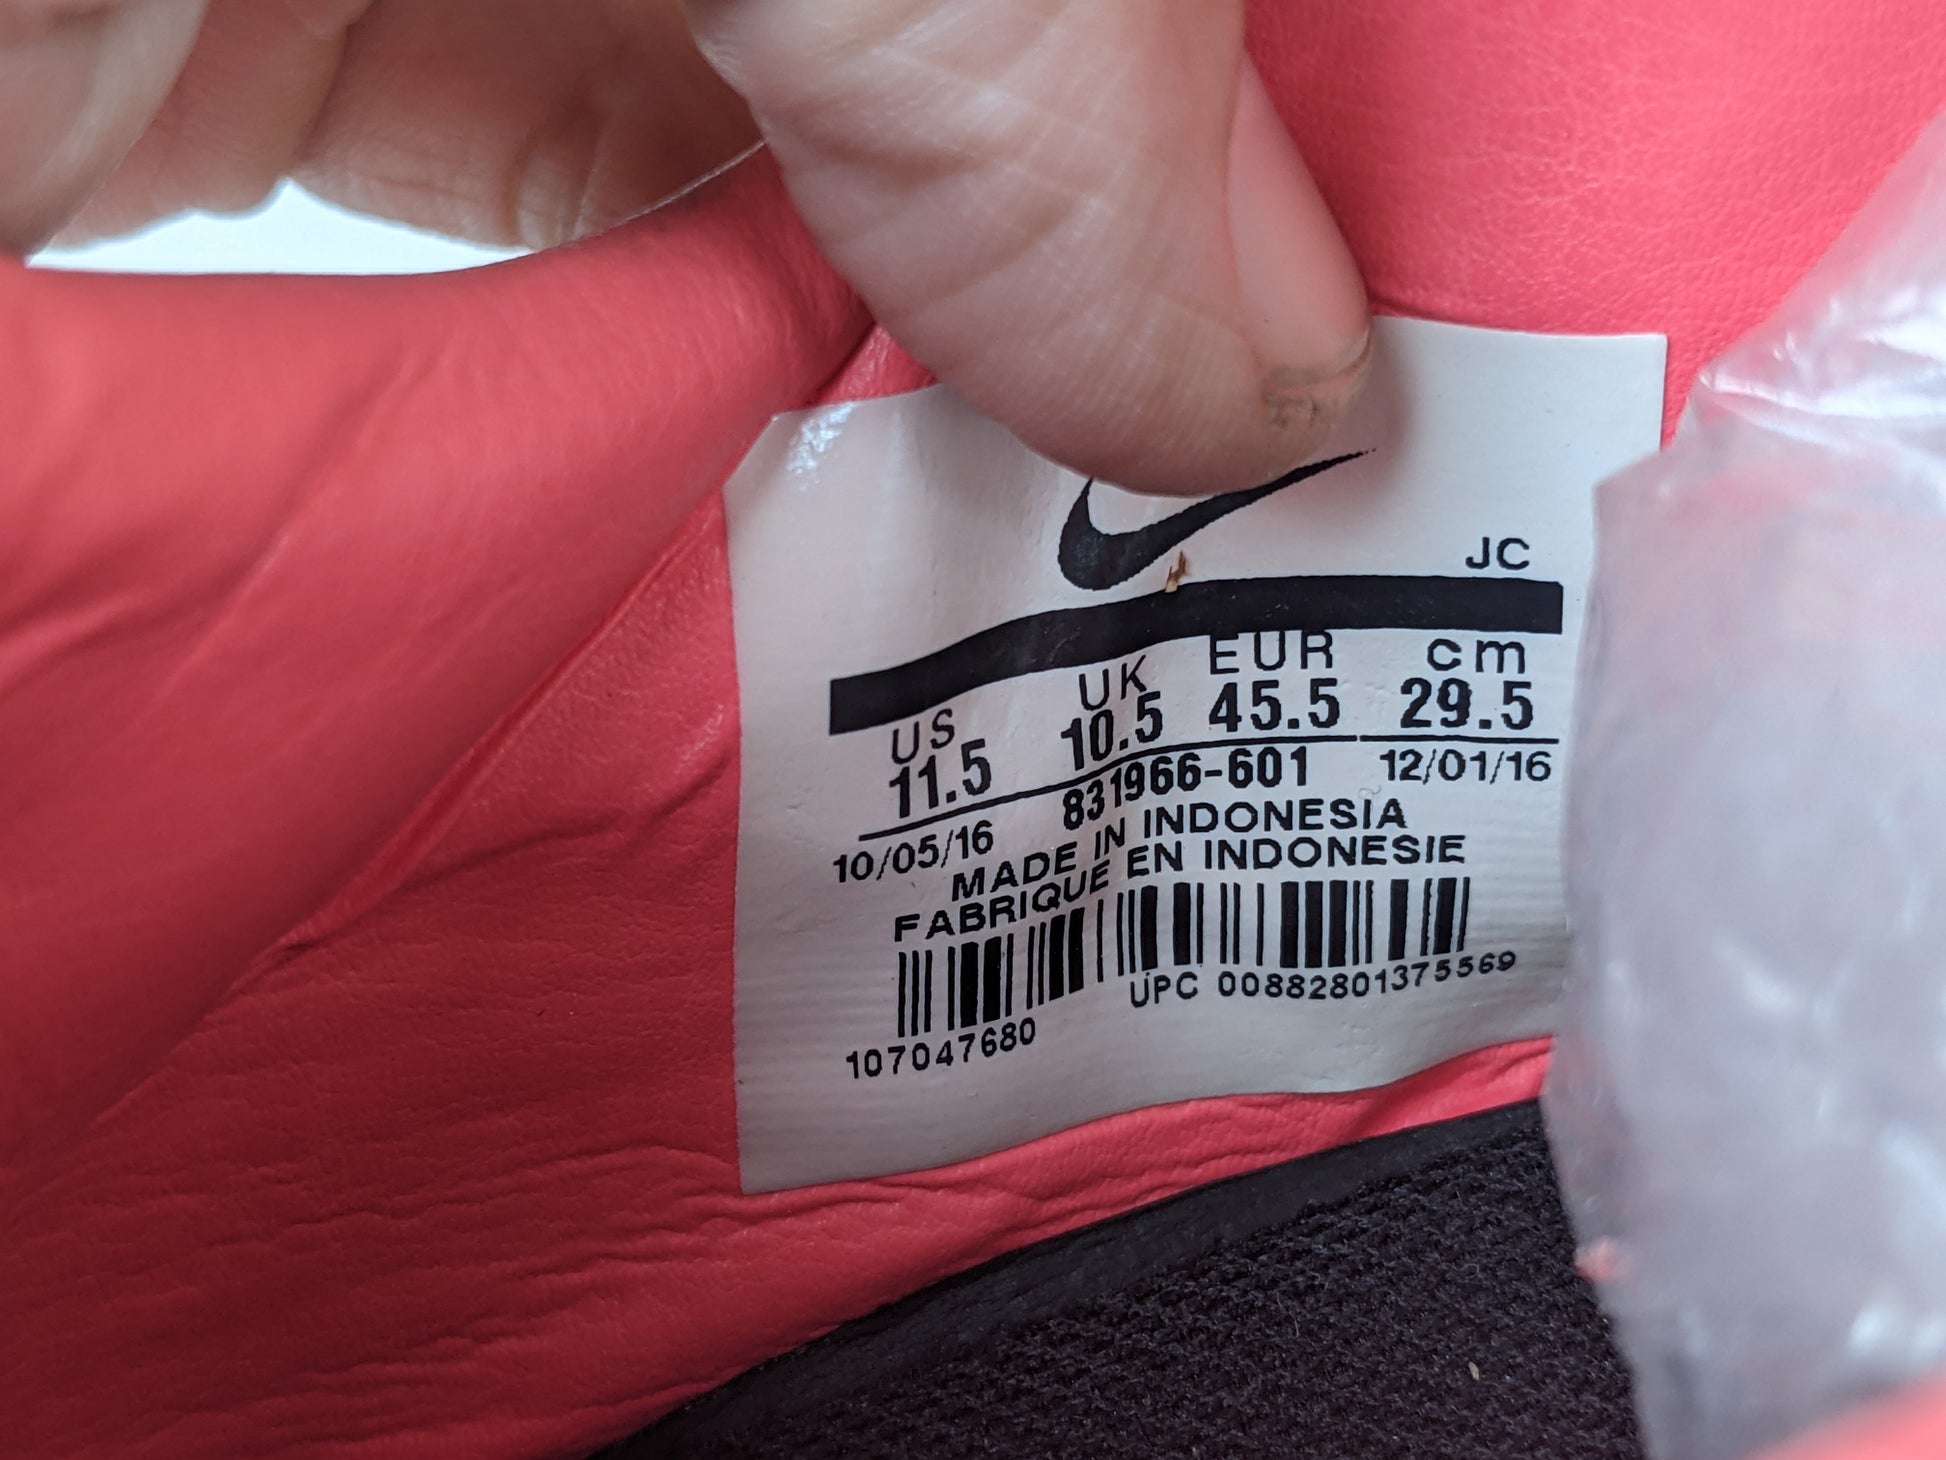 JC
US UK EUR cm
11.5 10.5 45.5 29.5
10/05/16 831966-601 12/01/16
MADE IN INDONESIA
FABRIQUE EN INDONESIE
UPC 00882801375569
107047680